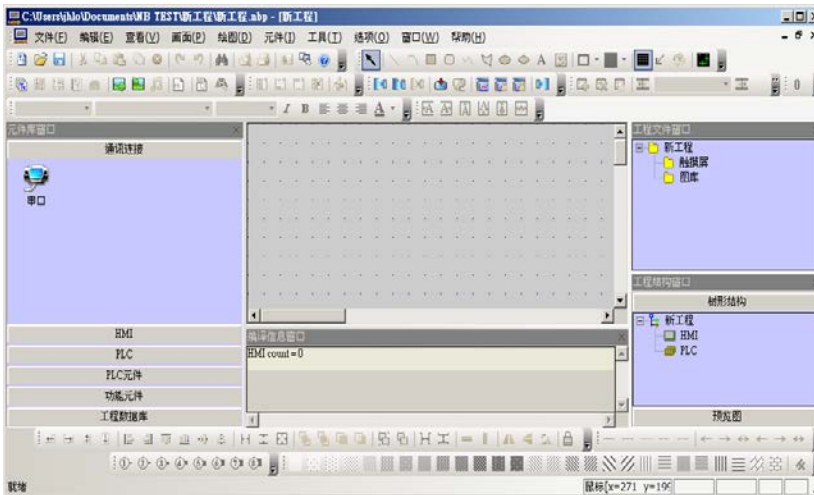 C:\Users\jhlo\Documents\NB TEST\新工程\新工程.nbp - [新工程]
文件(F) 编辑(E) 查看(V) 画面(P) 绘图(D) 元件(J) 工具(T) 选项(O) 窗口(W) 帮助(H)
A
I B A
0
元件库窗口
通讯连接
串口
HMI
PLC
PLC元件
功能元件
工程数据库
编译信息窗口
HMI count = 0
工程文件窗口
新工程
触摸屏
图库
工程结构窗口
树形结构
新工程
HMI
PLC
预览图
就绪
鼠标[x=271 y=199